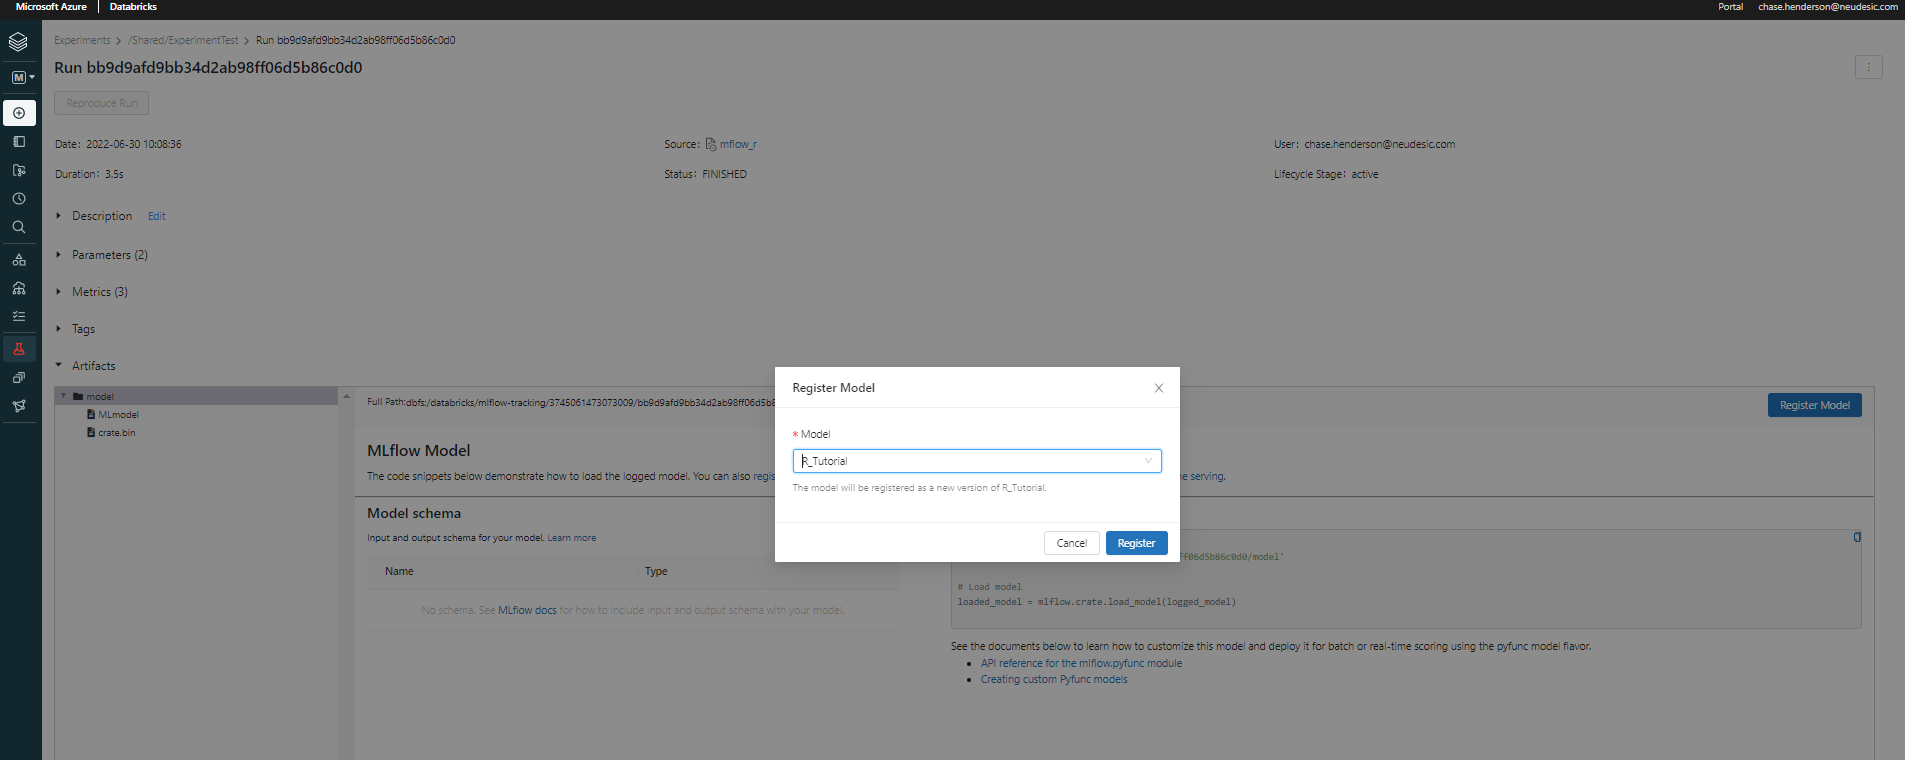 Microsoft Azure Databricks Portal chase.henderson@neudesic.com
Experiments /Shared/ExperimentTest Run bb9d9afd9bb34d2ab98ff06d5b86c0d0
Run bb9d9afd9bb34d2ab98ff06d5b86c0d0
M
Reproduce Run
Date: 2022-06-30 10:08:36 Source: mflow_r User: chase.henderson@neudesic.com
Duration: 3.5s Status: FINISHED Lifecycle Stage: active
Description Edit
Parameters (2)
Metrics (3)
Tags
Artifacts
model
MLmodel
crate.bin
Full Path:dbfs:/databricks/mlflow-tracking/3745061473073009/bb9d9afd9bb34d2ab98ff06d5b8
Register Model
MLflow Model
The code snippets below demonstrate how to load the logged model. You can also regis
e serving.
Model schema
Input and output schema for your model. Learn more
Name Type
No schema. See MLflow docs for how to include input and output schema with your model.
Register Model
* Model
R_Tutorial
The model will be registered as a new version of R_Tutorial.
Cancel Register
ff06d5b86c0d0/model'
# Load model
loaded_model = mlflow.crate.load_model(logged_model)
See the documents below to learn how to customize this model and deploy it for batch or real-time scoring using the pyfunc model flavor.
API reference for the mlflow.pyfunc module
Creating custom Pyfunc models